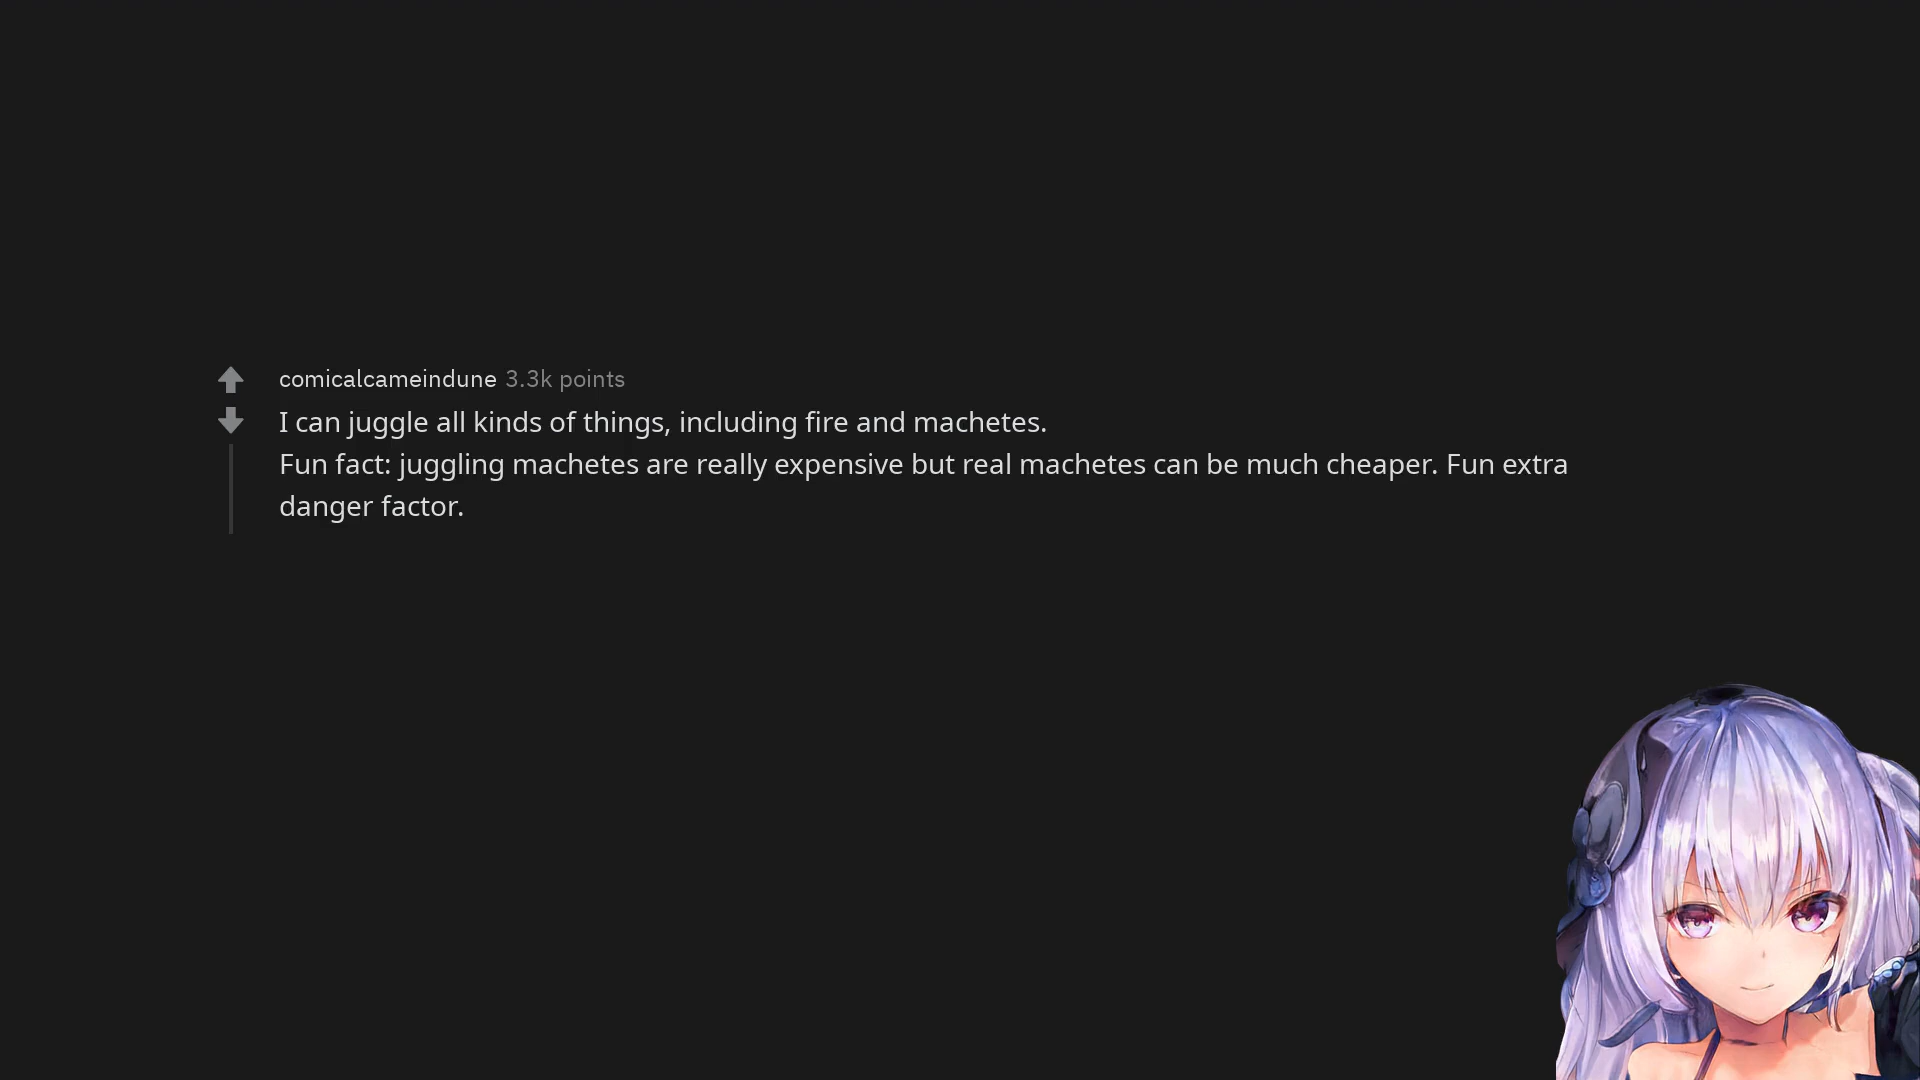 comicalcameindune 3.3k points
I can juggle all kinds of things, including fire and machetes.
Fun fact: juggling machetes are really expensive but real machetes can be much cheaper. Fun extra
danger factor.